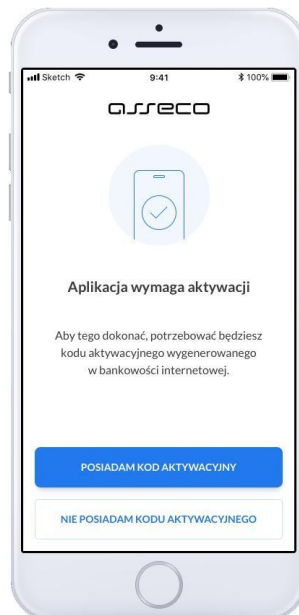 Sketch 9:41 100%
asseco
Aplikacja wymaga aktywacji
Aby tego dokonać, potrzebować będziesz
kodu aktywacyjnego wygenerowanego
w bankowości internetowej.
POSIADAM KOD AKTYWACYJNY
NIE POSIADAM KODU AKTYWACYJNEGO